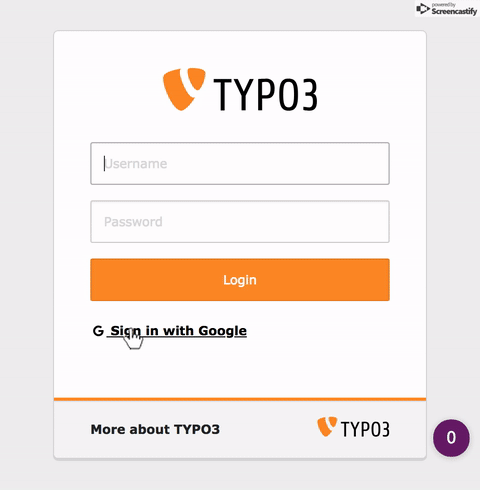 powered by
Screencastify
TYPO3
Username
Password
Login
G Sign in with Google
More about TYPO3
TYPO3
0